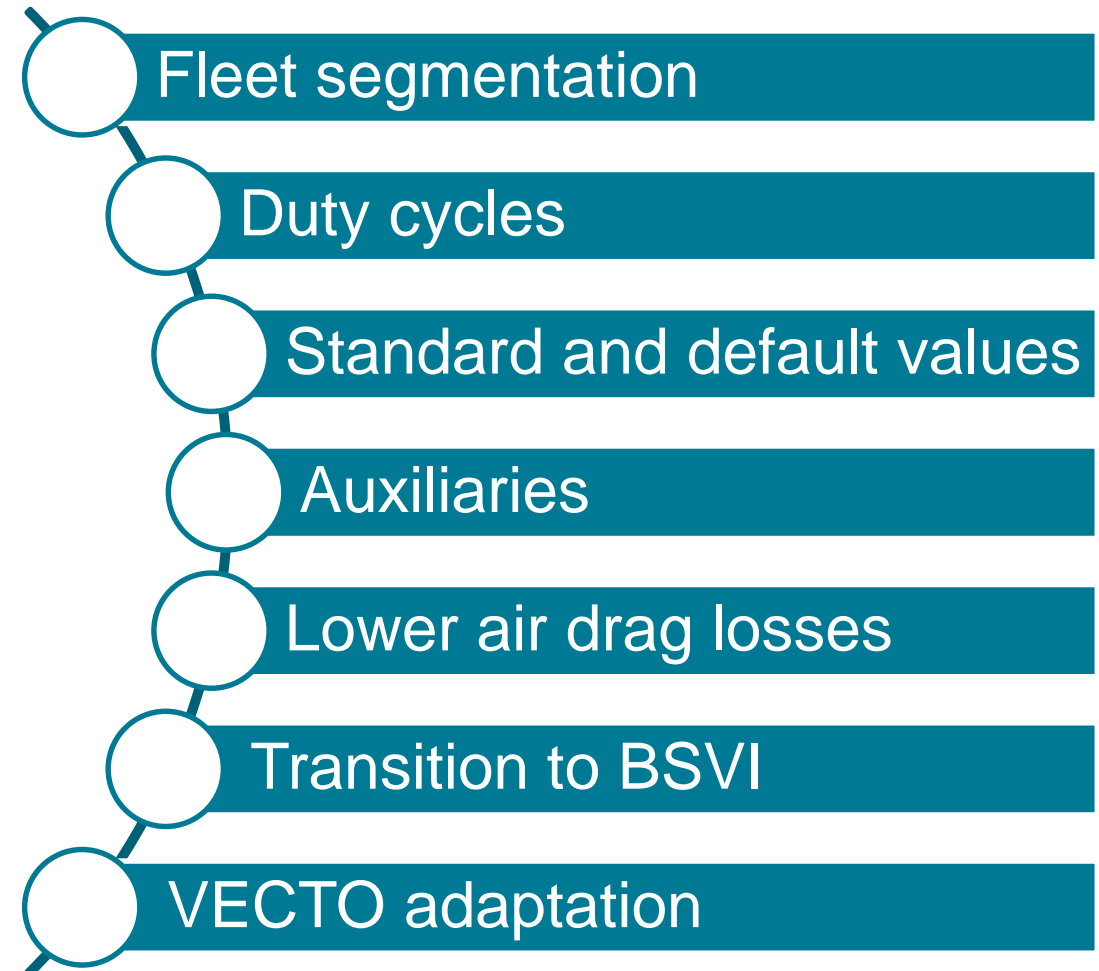 Fleet segmentation
Duty cycles
Standard and default values
Auxiliaries
Lower air drag losses
Transition to BSVI
VECTO adaptation